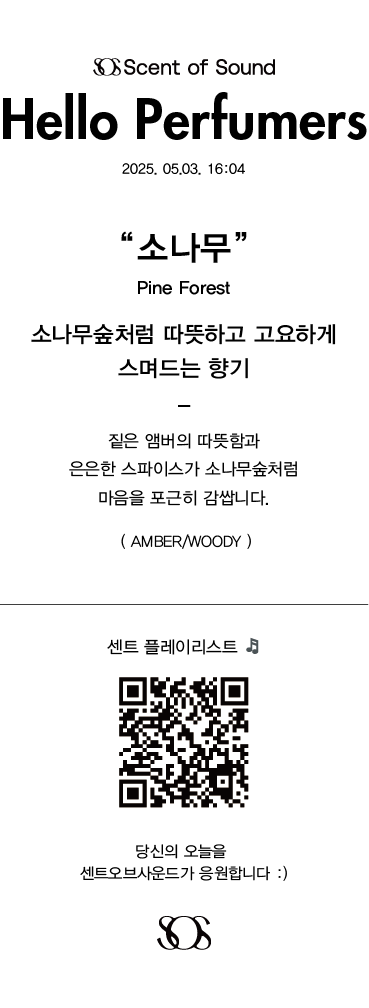 SOS Scent of Sound
Hello Perfumers
2025. 05.03. 16:04
“소나무”
Pine Forest
소나무숲처럼 따뜻하고 고요하게
스며드는 향기
–
짙은 앰버의 따뜻함과
은은한 스파이스가 소나무숲처럼
마음을 포근히 감쌉니다.
( AMBER/WOODY )
센트 플레이리스트 🎵
당신의 오늘을
센트오브사운드가 응원합니다 :)
SOS